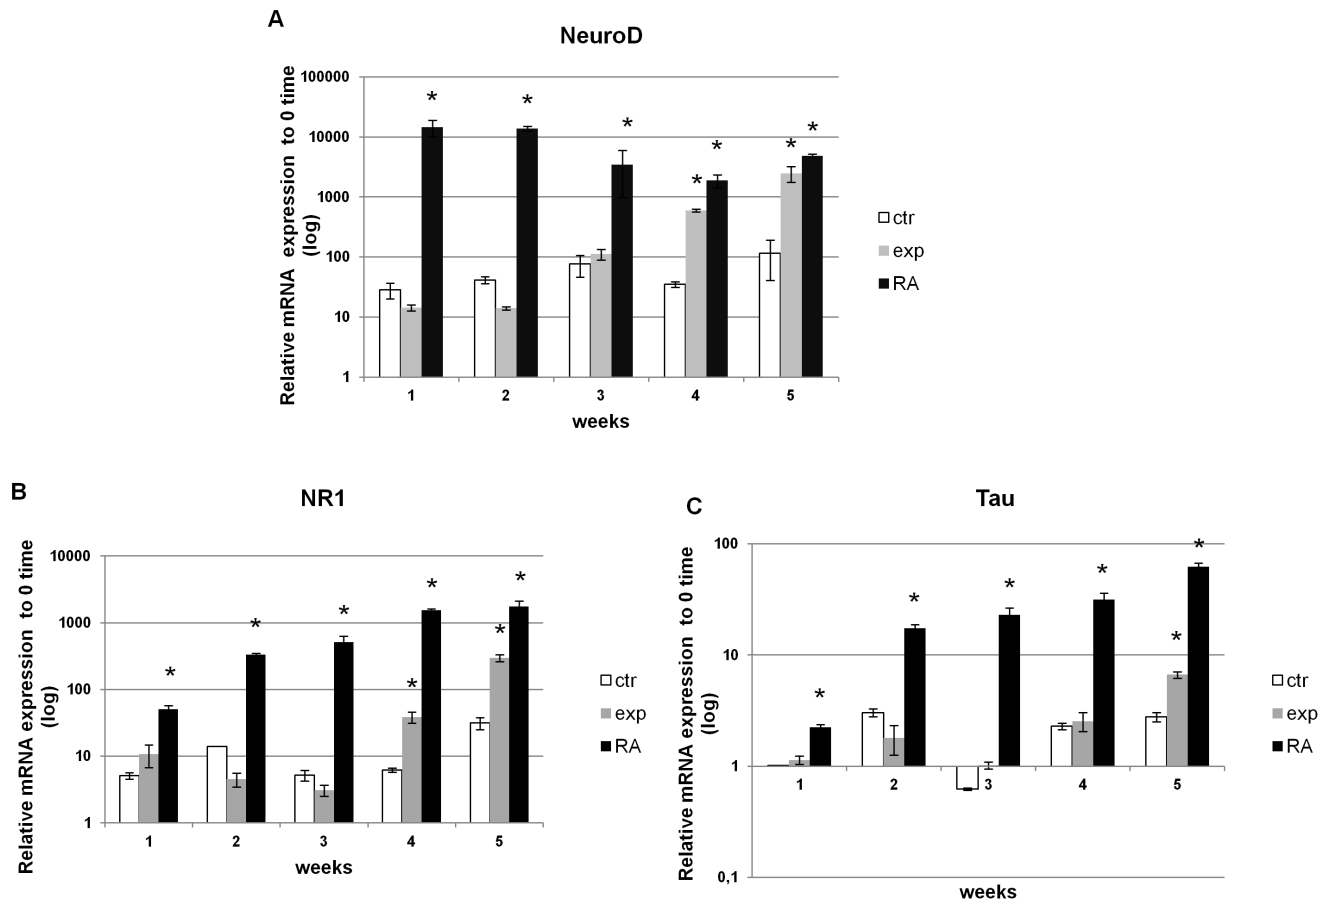 A
NeuroD
Relative mRNA expression to 0 time
(log)
100000
10000
1000
100
10
1
* * * * * * *
1 2 3 4 5
weeks
ctr
exp
RA
B
NR1
Relative mRNA expression to 0 time
(log)
10000
1000
100
10
1
* * * * * * *
1 2 3 4 5
weeks
ctr
exp
RA
C
Tau
Relative mRNA expression to 0 time
(log)
100
10
1
0,1
* * * * * *
1 2 3 4 5
weeks
ctr
exp
RA